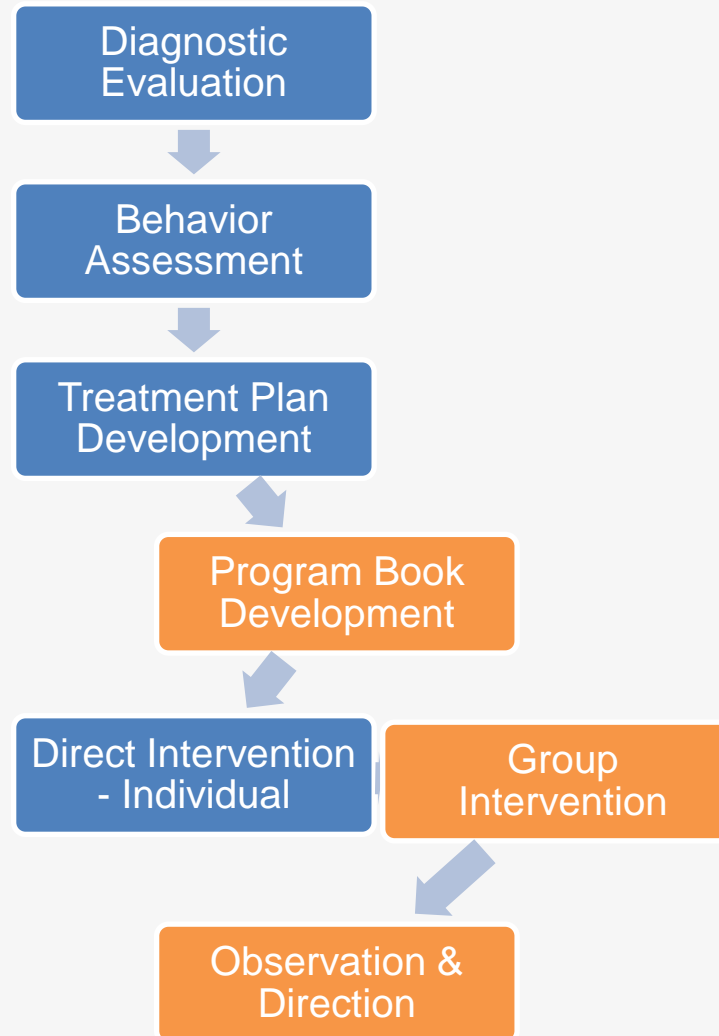 Diagnostic
Evaluation
Behavior
Assessment
Treatment Plan
Development
Program Book
Development
Direct Intervention
- Individual
Group
Intervention
Observation &
Direction